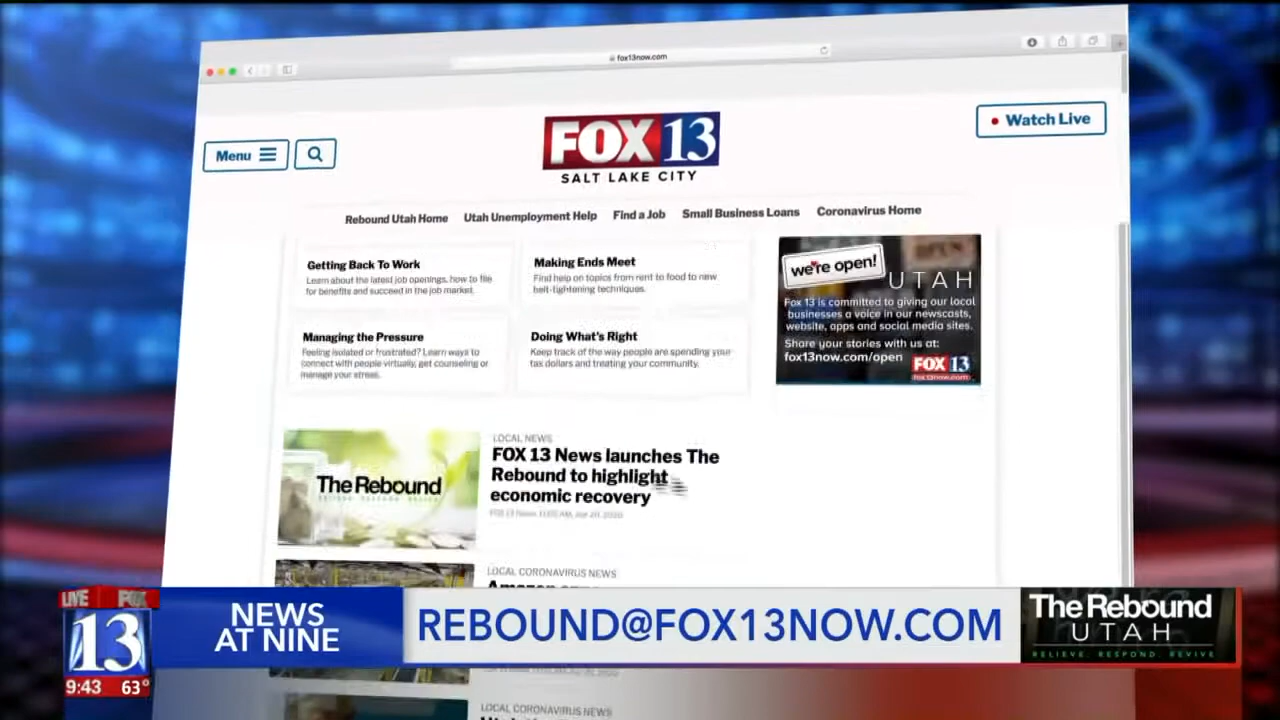 fox13now.com
Menu
FOX 13
SALT LAKE CITY
Watch Live
Rebound Utah Home Utah Unemployment Help Find a Job Small Business Loans Coronavirus Home
Getting Back To Work
Learn about the latest job openings, how to file
for benefits and succeed in the job market.
Making Ends Meet
Find help on topics from rent to food to new
belt-tightening techniques.
Managing the Pressure
Feeling isolated or frustrated? Learn ways to
connect with people virtually, get counseling or
manage your stress.
Doing What's Right
Keep track of the way people are spending your
tax dollars and treating your community.
we're open!
UTAH
Fox 13 is committed to giving our local
businesses a voice in our newscasts,
website, apps and social media sites.
Share your stories with us at:
fox13now.com/open
FOX 13
fox13now.com
The Rebound
LOCAL NEWS
FOX 13 News launches The
Rebound to highlight
economic recovery
LOCAL CORONAVIRUS NEWS
LIVE FOX
13
9:43 63°
NEWS
AT NINE
REBOUND@FOX13NOW.COM
The Rebound
UTAH
RELIEVE. RESPOND. REVIVE
LOCAL CORONAVIRUS NEWS